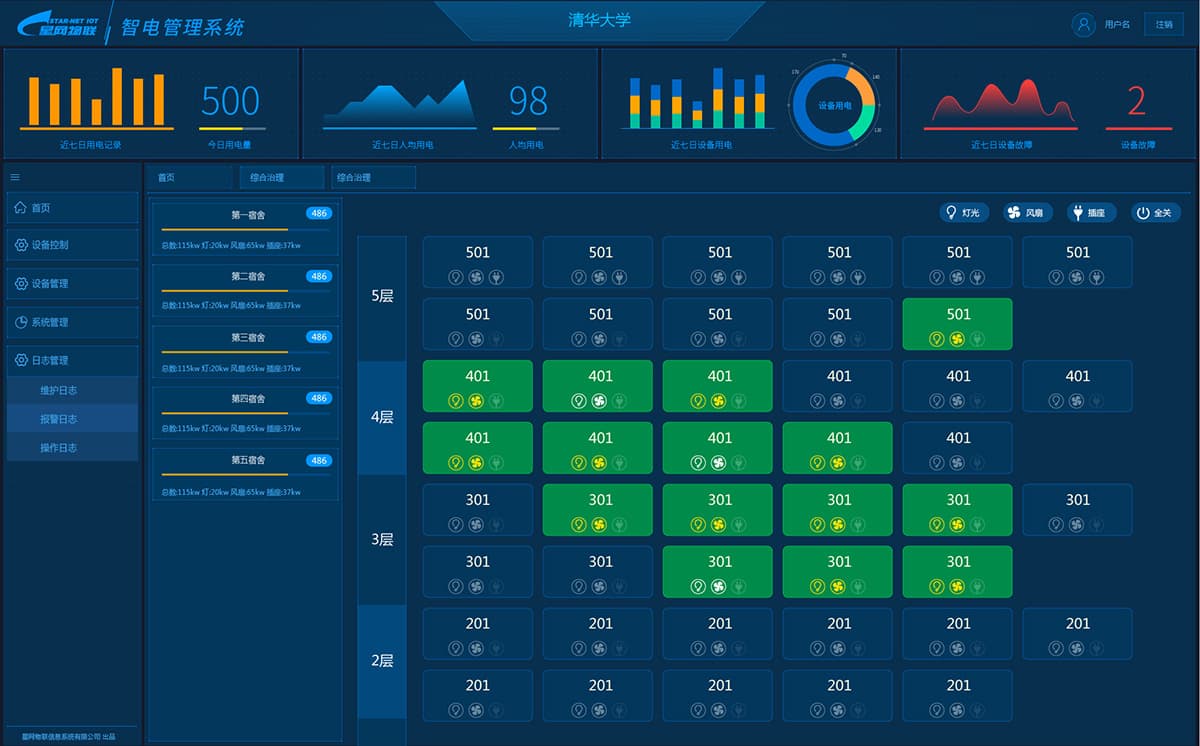 STAR-NET IOT
星网物联
智电管理系统
清华大学
用户名
注销
500
近七日用电记录
今日用电量
98
近七日人均用电
人均用电
设备用电
70
140
130
170
近七日设备用电
2
近七日设备故障
设备故障
首页
设备控制
设备管理
系统管理
日志管理
维护日志
报警日志
操作日志
星网物联信息系统有限公司 出品
首页
综合治理
综合治理
第一宿舍
486
总数:115kw 灯:20kw 风扇:65kw 插座:37kw
第二宿舍
486
总数:115kw 灯:20kw 风扇:65kw 插座:37kw
第三宿舍
486
总数:115kw 灯:20kw 风扇:65kw 插座:37kw
第四宿舍
486
总数:115kw 灯:20kw 风扇:65kw 插座:37kw
第五宿舍
486
总数:115kw 灯:20kw 风扇:65kw 插座:37kw
灯光
风扇
插座
全关
5层
501 501 501 501 501 501
501 501 501 501 501
4层
401 401 401 401 401 401
401 401 401 401 401
3层
301 301 301 301 301 301
301 301 301 301 301
2层
201 201 201 201 201 201
201 201 201 201 201